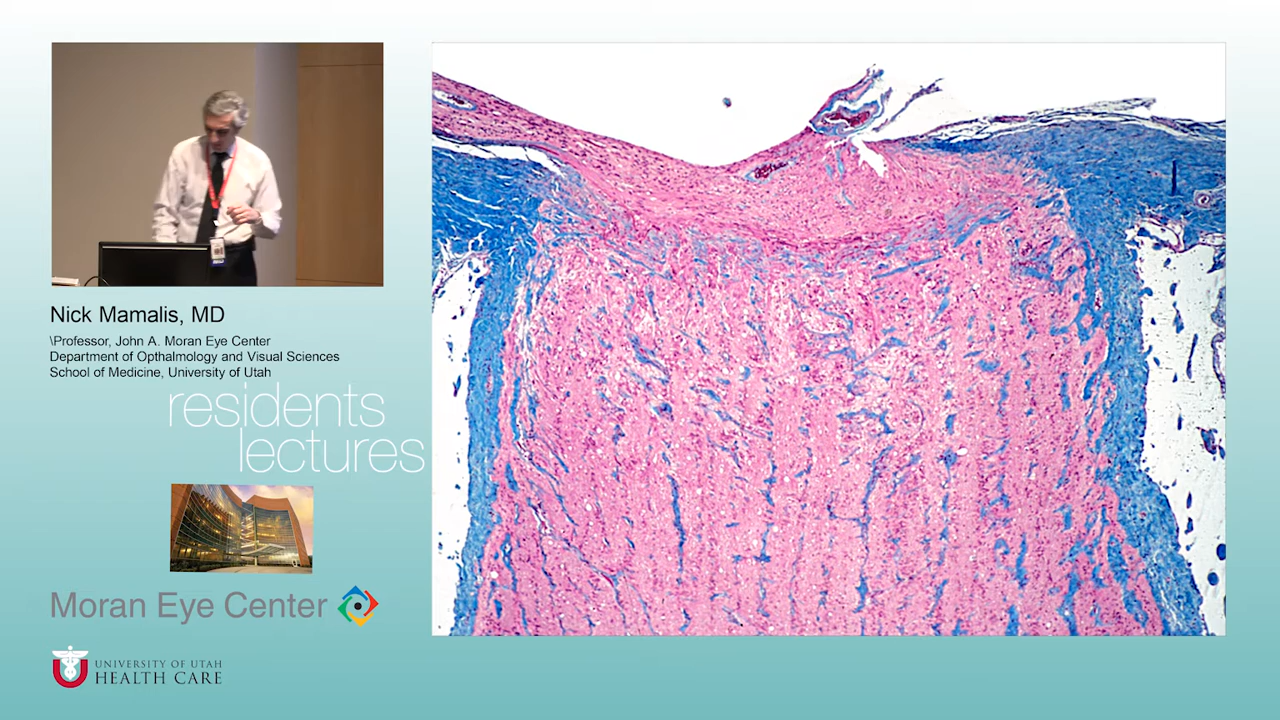 Nick Mamalis, MD
\Professor, John A. Moran Eye Center
Department of Opthalmology and Visual Sciences
School of Medicine, University of Utah
residents
lectures
Moran Eye Center
UNIVERSITY OF UTAH
HEALTH CARE